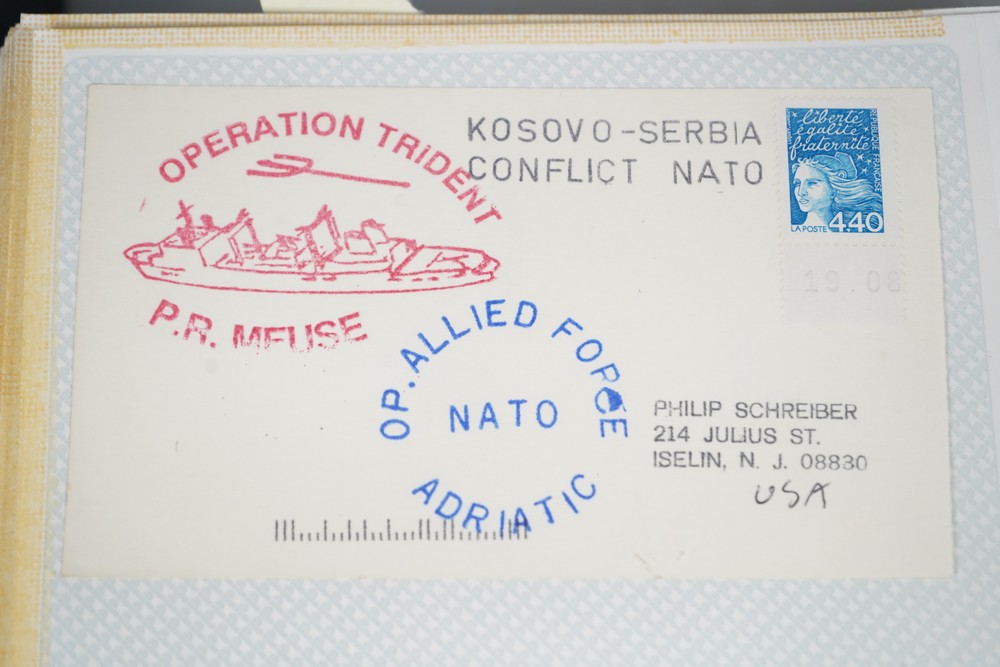 OPERATION TRiDENT
P.R. MEUSE
KOSOVO-SERBIA
CONFLICT NATO
liberté
égalité
fraternité
REPUBLIQUE FRANÇAISE
LA POSTE 4.40
19.08
OP. ALLIED FORCE
NATO
ADRIATIC
PHILIP SCHREIBER
214 JULIUS ST.
ISELIN, N. J. 08830
USA